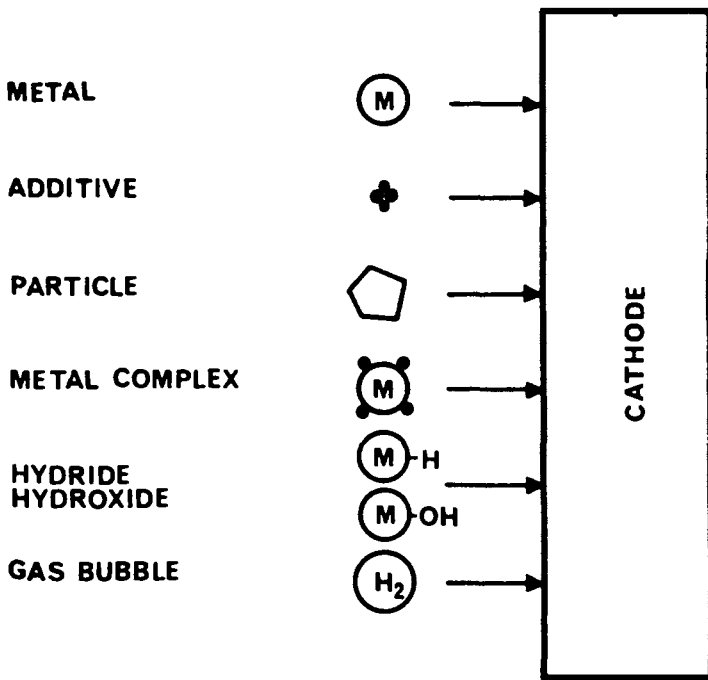 METAL M
ADDITIVE
PARTICLE
METAL COMPLEX M
HYDRIDE M-H
HYDROXIDE M-OH
GAS BUBBLE H₂
CATHODE